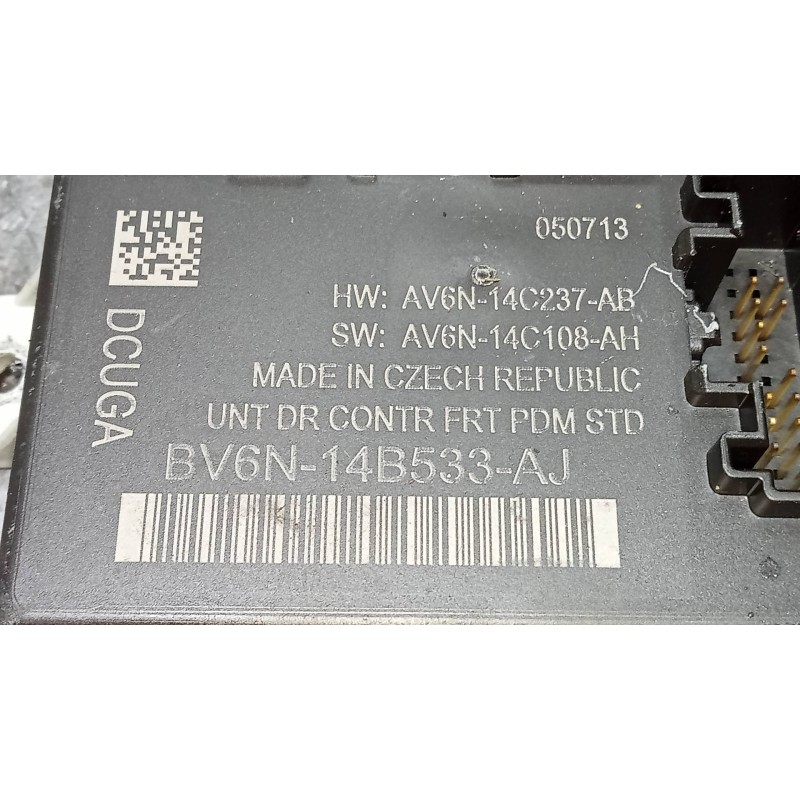 050713
HW: AV6N-14C237-AB
SW: AV6N-14C108-AH
MADE IN CZECH REPUBLIC
UNT DR CONTR FRT PDM STD
BV6N-14B533-AJ
DCUGA